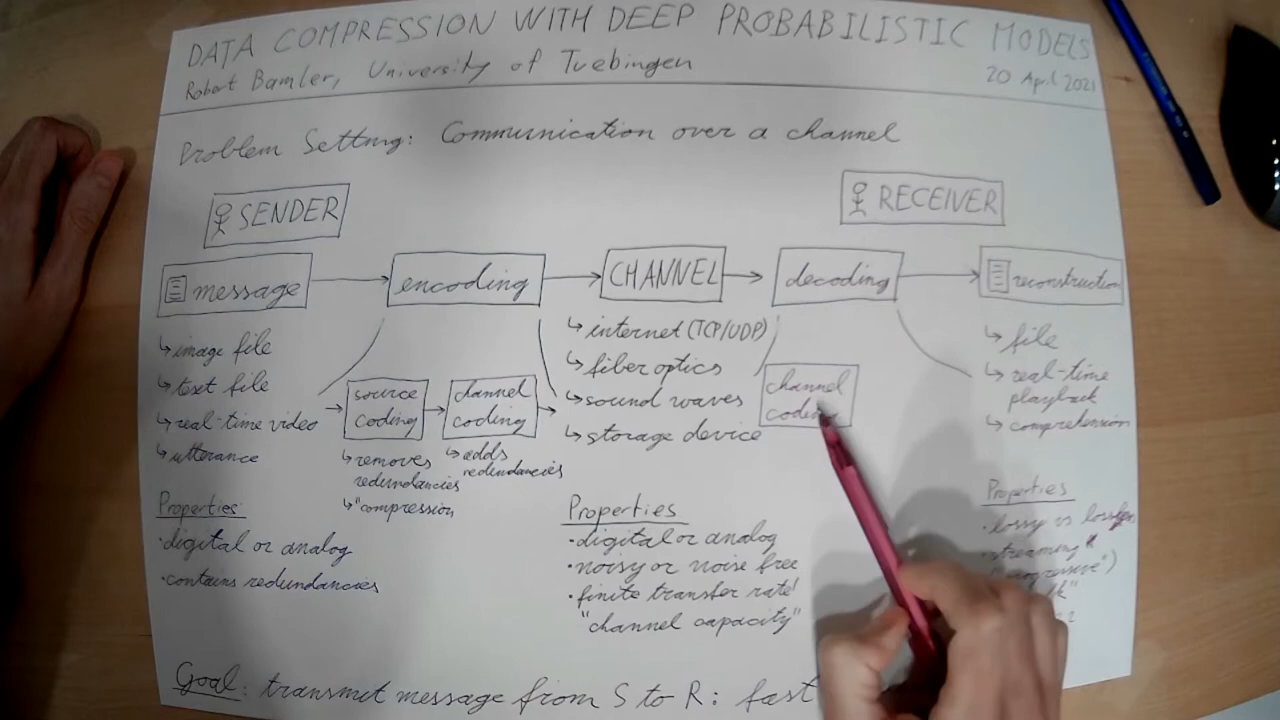 DATA COMPRESSION WITH DEEP PROBABILISTIC MODELS
Robert Bamler, University of Tuebingen
20 April 2021
Problem Setting: Communication over a channel
SENDER
RECEIVER
message
encoding
CHANNEL
decoding
reconstruction
↳ image file
↳ text file
↳ real-time video
↳ utterance
source
coding
channel
coding
↳ removes
redundancies
↳ "compression
↳ adds
redundancies
↳ internet (TCP/UDP)
↳ fiber optics
↳ sound waves
↳ storage device
channel
coding
↳ file
↳ real-time
playback
↳ comprehension
Properties
· digital or analog
· contains redundancies
Properties
· digital or analog
· noisy or noise free
· finite transfer rate
"channel capacity"
Properties
· lossy vs lossless
· streaming"
Goal: transmit message from S to R: fast